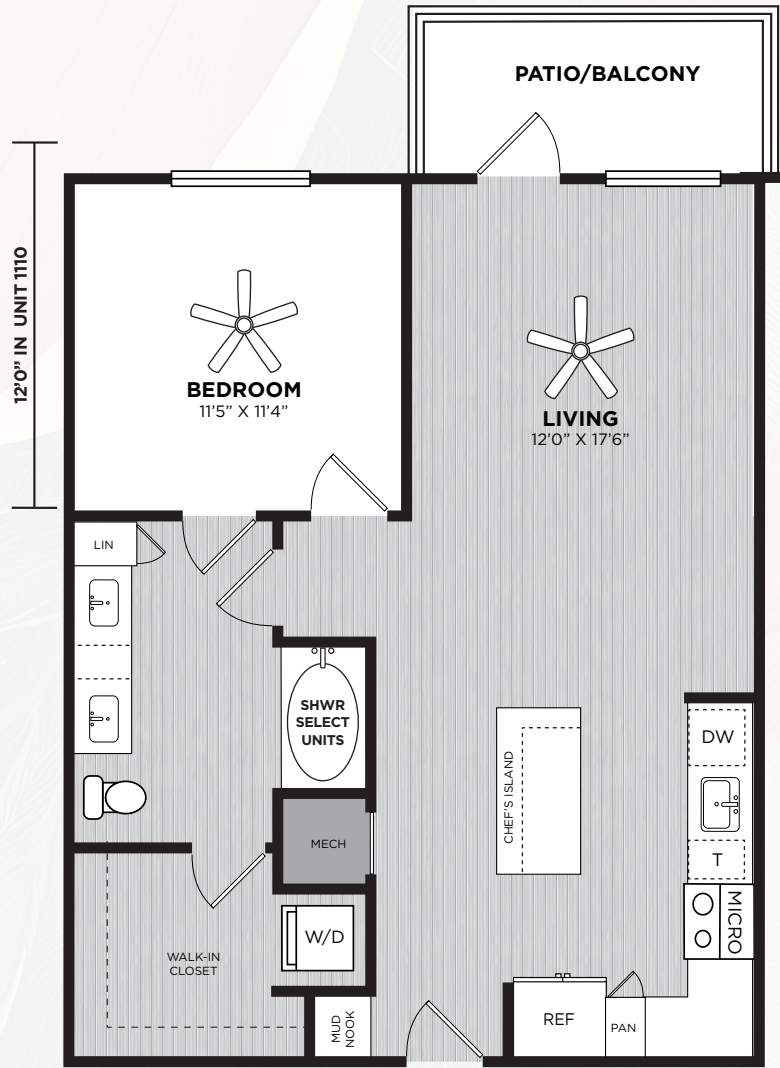 PATIO/BALCONY
12'0” IN UNIT 1110
BEDROOM
11'5” X 11'4”
LIVING
12'0” X 17'6”
LIN
SHWR
SELECT
UNITS
CHEF'S ISLAND
DW
T
MICRO
MECH
W/D
WALK-IN
CLOSET
MUD
NOOK
REF
PAN